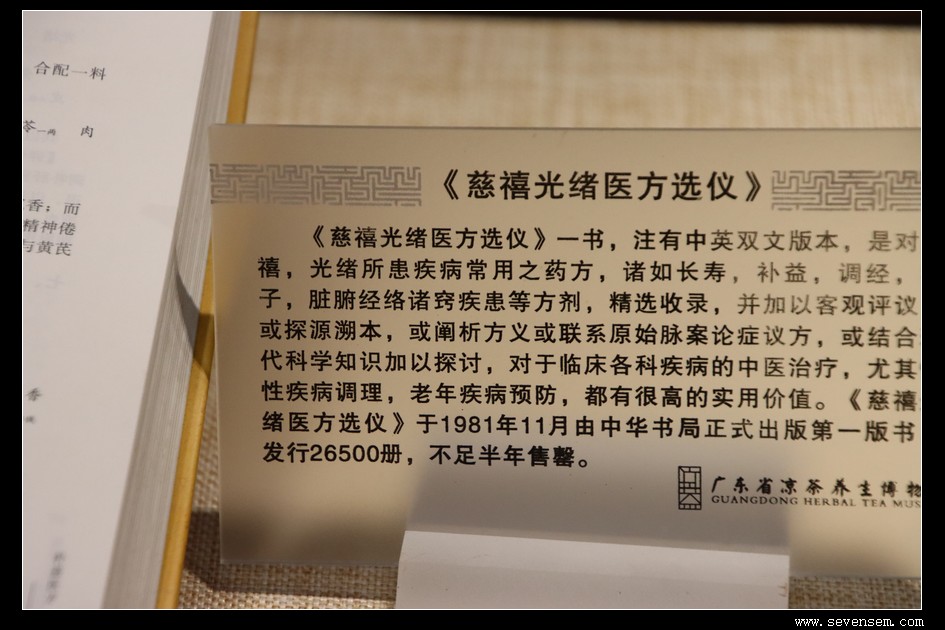 合配一料
苓一两 肉
香：而
精神倦
与黄芪
香
《慈禧光绪医方选仪》
《慈禧光绪医方选仪》一书，注有中英双文版本，是对
禧，光绪所患疾病常用之药方，诸如长寿，补益，调经，
子，脏腑经络诸窍疾患等方剂，精选收录，并加以客观评议
或探源溯本，或阐析方义或联系原始脉案论症议方，或结合
代科学知识加以探讨，对于临床各科疾病的中医治疗，尤其
性疾病调理，老年疾病预防，都有很高的实用价值。《慈禧
绪医方选仪》于1981年11月由中华书局正式出版第一版书
发行26500册，不足半年售罄。
广东省凉茶养生博物
GUANGDONG HERBAL TEA MUS
www.sevensem.com